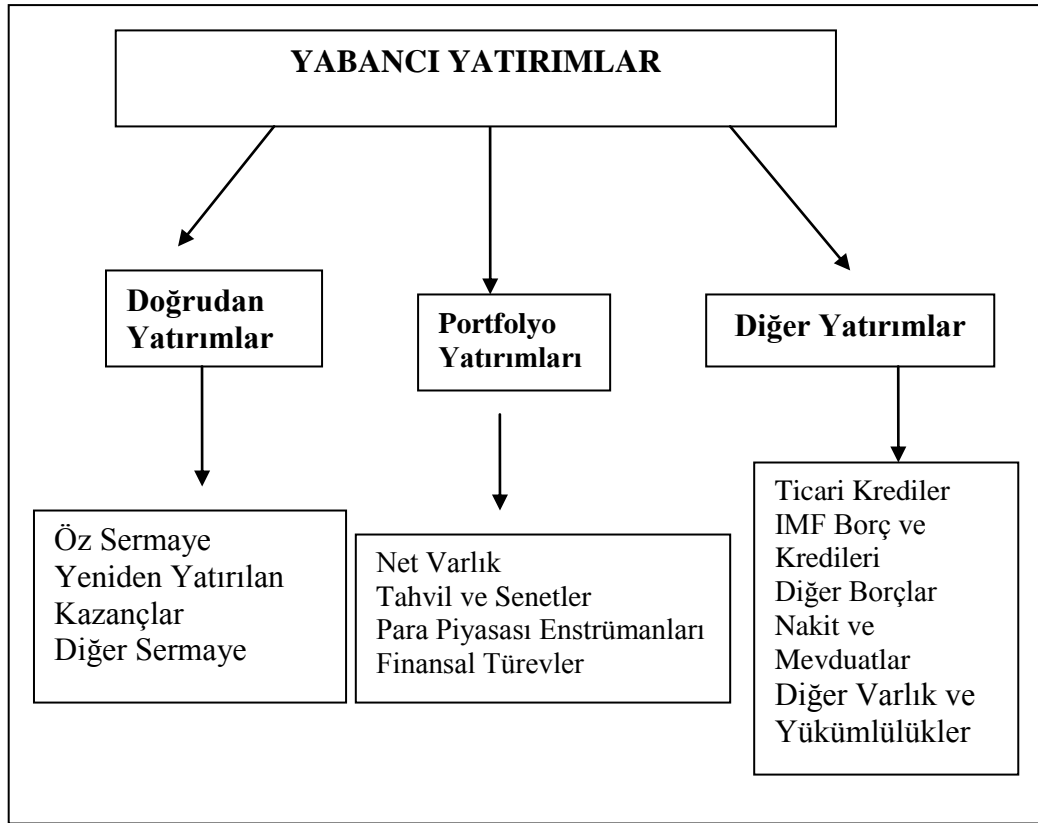 YABANCI YATIRIMLAR
Doğrudan
Yatırımlar
Portfolyo
Yatırımları
Diğer Yatırımlar
Öz Sermaye
Yeniden Yatırılan
Kazançlar
Diğer Sermaye
Net Varlık
Tahvil ve Senetler
Para Piyasası Enstrümanları
Finansal Türevler
Ticari Krediler
IMF Borç ve
Kredileri
Diğer Borçlar
Nakit ve
Mevduatlar
Diğer Varlık ve
Yükümlülükler